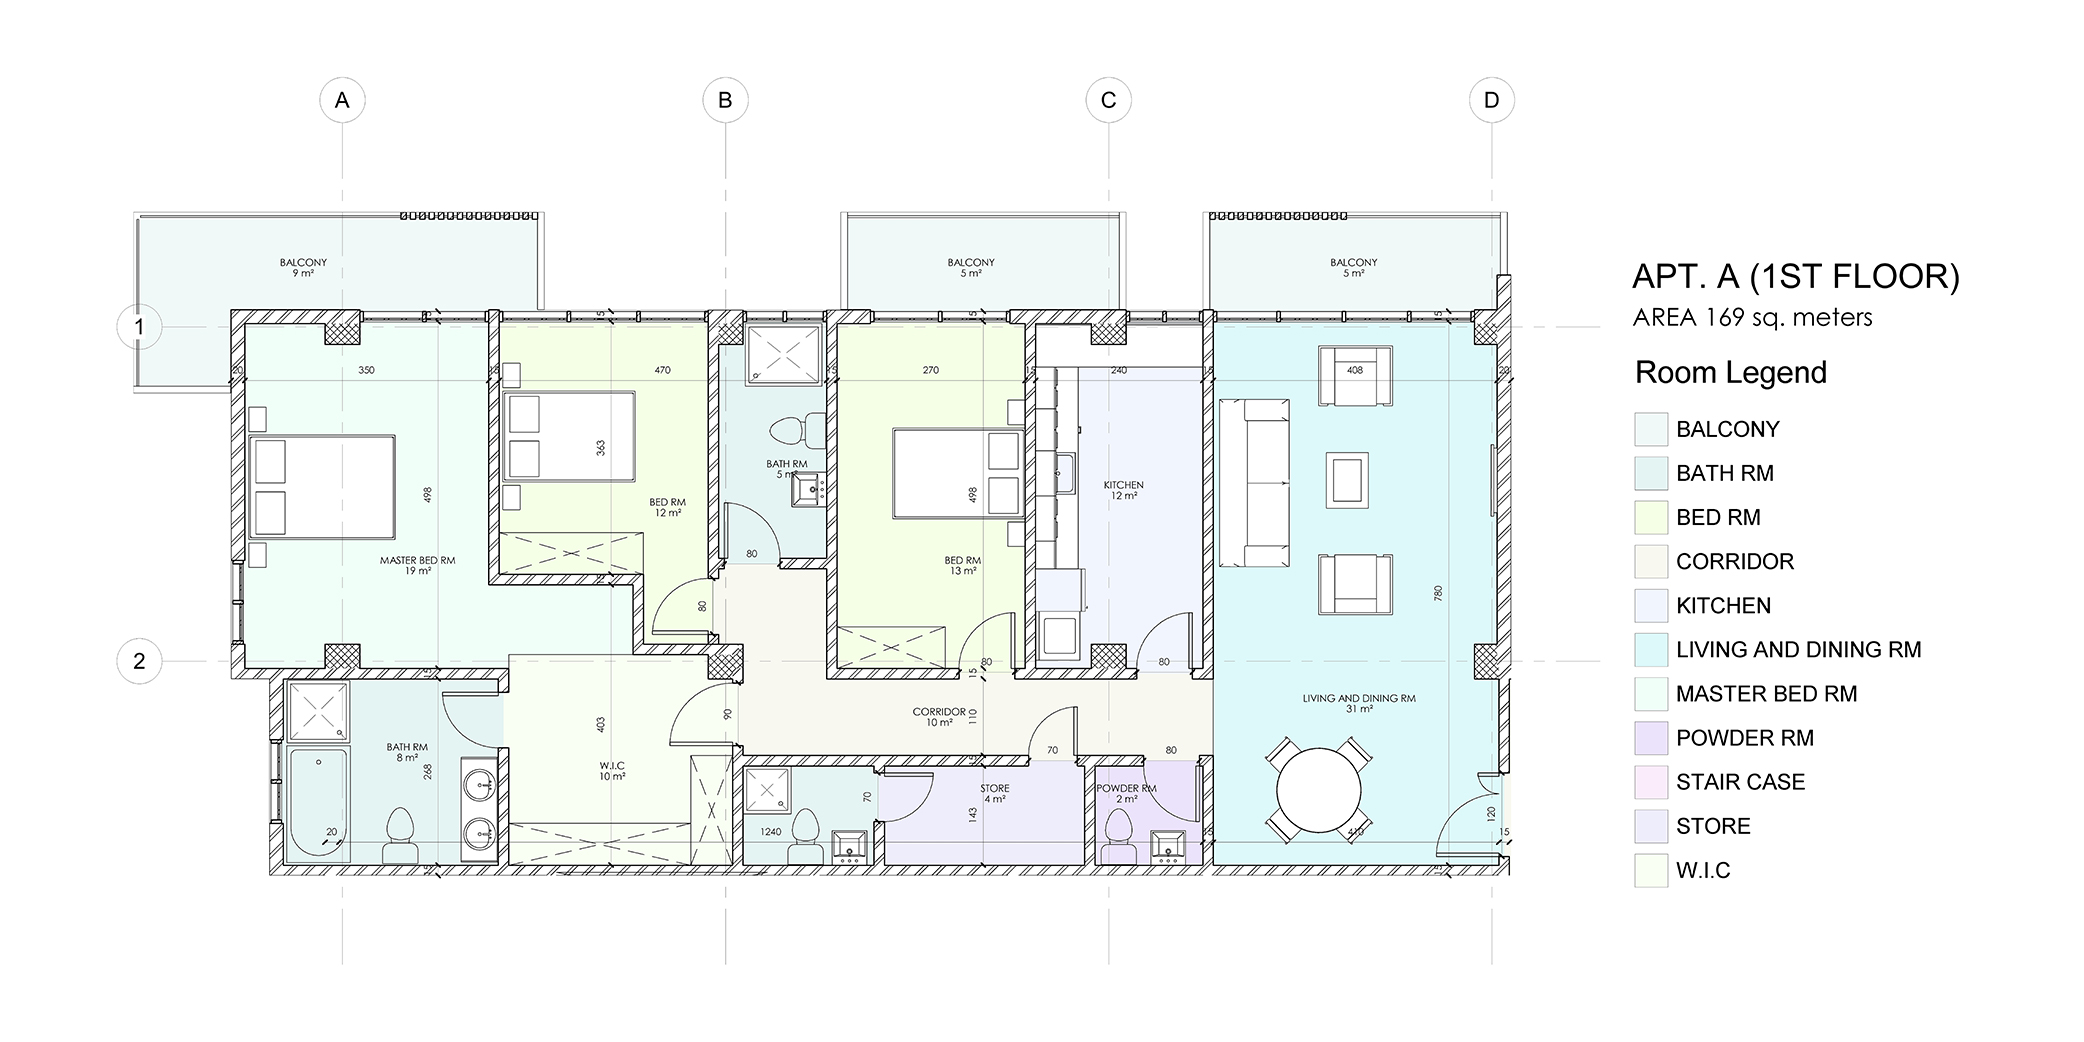 A
B
C
D
1
2
BALCONY
9 m²
BALCONY
5 m²
BALCONY
5 m²
15
15
15
15
20
350
15
470
15
270
15
240
15
408
20
363
498
498
780
BATH RM
5 m²
BED RM
12 m²
KITCHEN
12 m²
MASTER BED RM
19 m²
BED RM
13 m²
80
80
15
80
80
15
15
LIVING AND DINING RM
31 m²
CORRIDOR
10 m²
110
90
403
BATH RM
8 m²
268
W.I.C
10 m²
70
80
15
STORE
4 m²
POWDER RM
2 m²
70
143
120
20
1240
15
410
15
15
15
15
APT. A (1ST FLOOR)
AREA 169 sq. meters
Room Legend
BALCONY
BATH RM
BED RM
CORRIDOR
KITCHEN
LIVING AND DINING RM
MASTER BED RM
POWDER RM
STAIR CASE
STORE
W.I.C